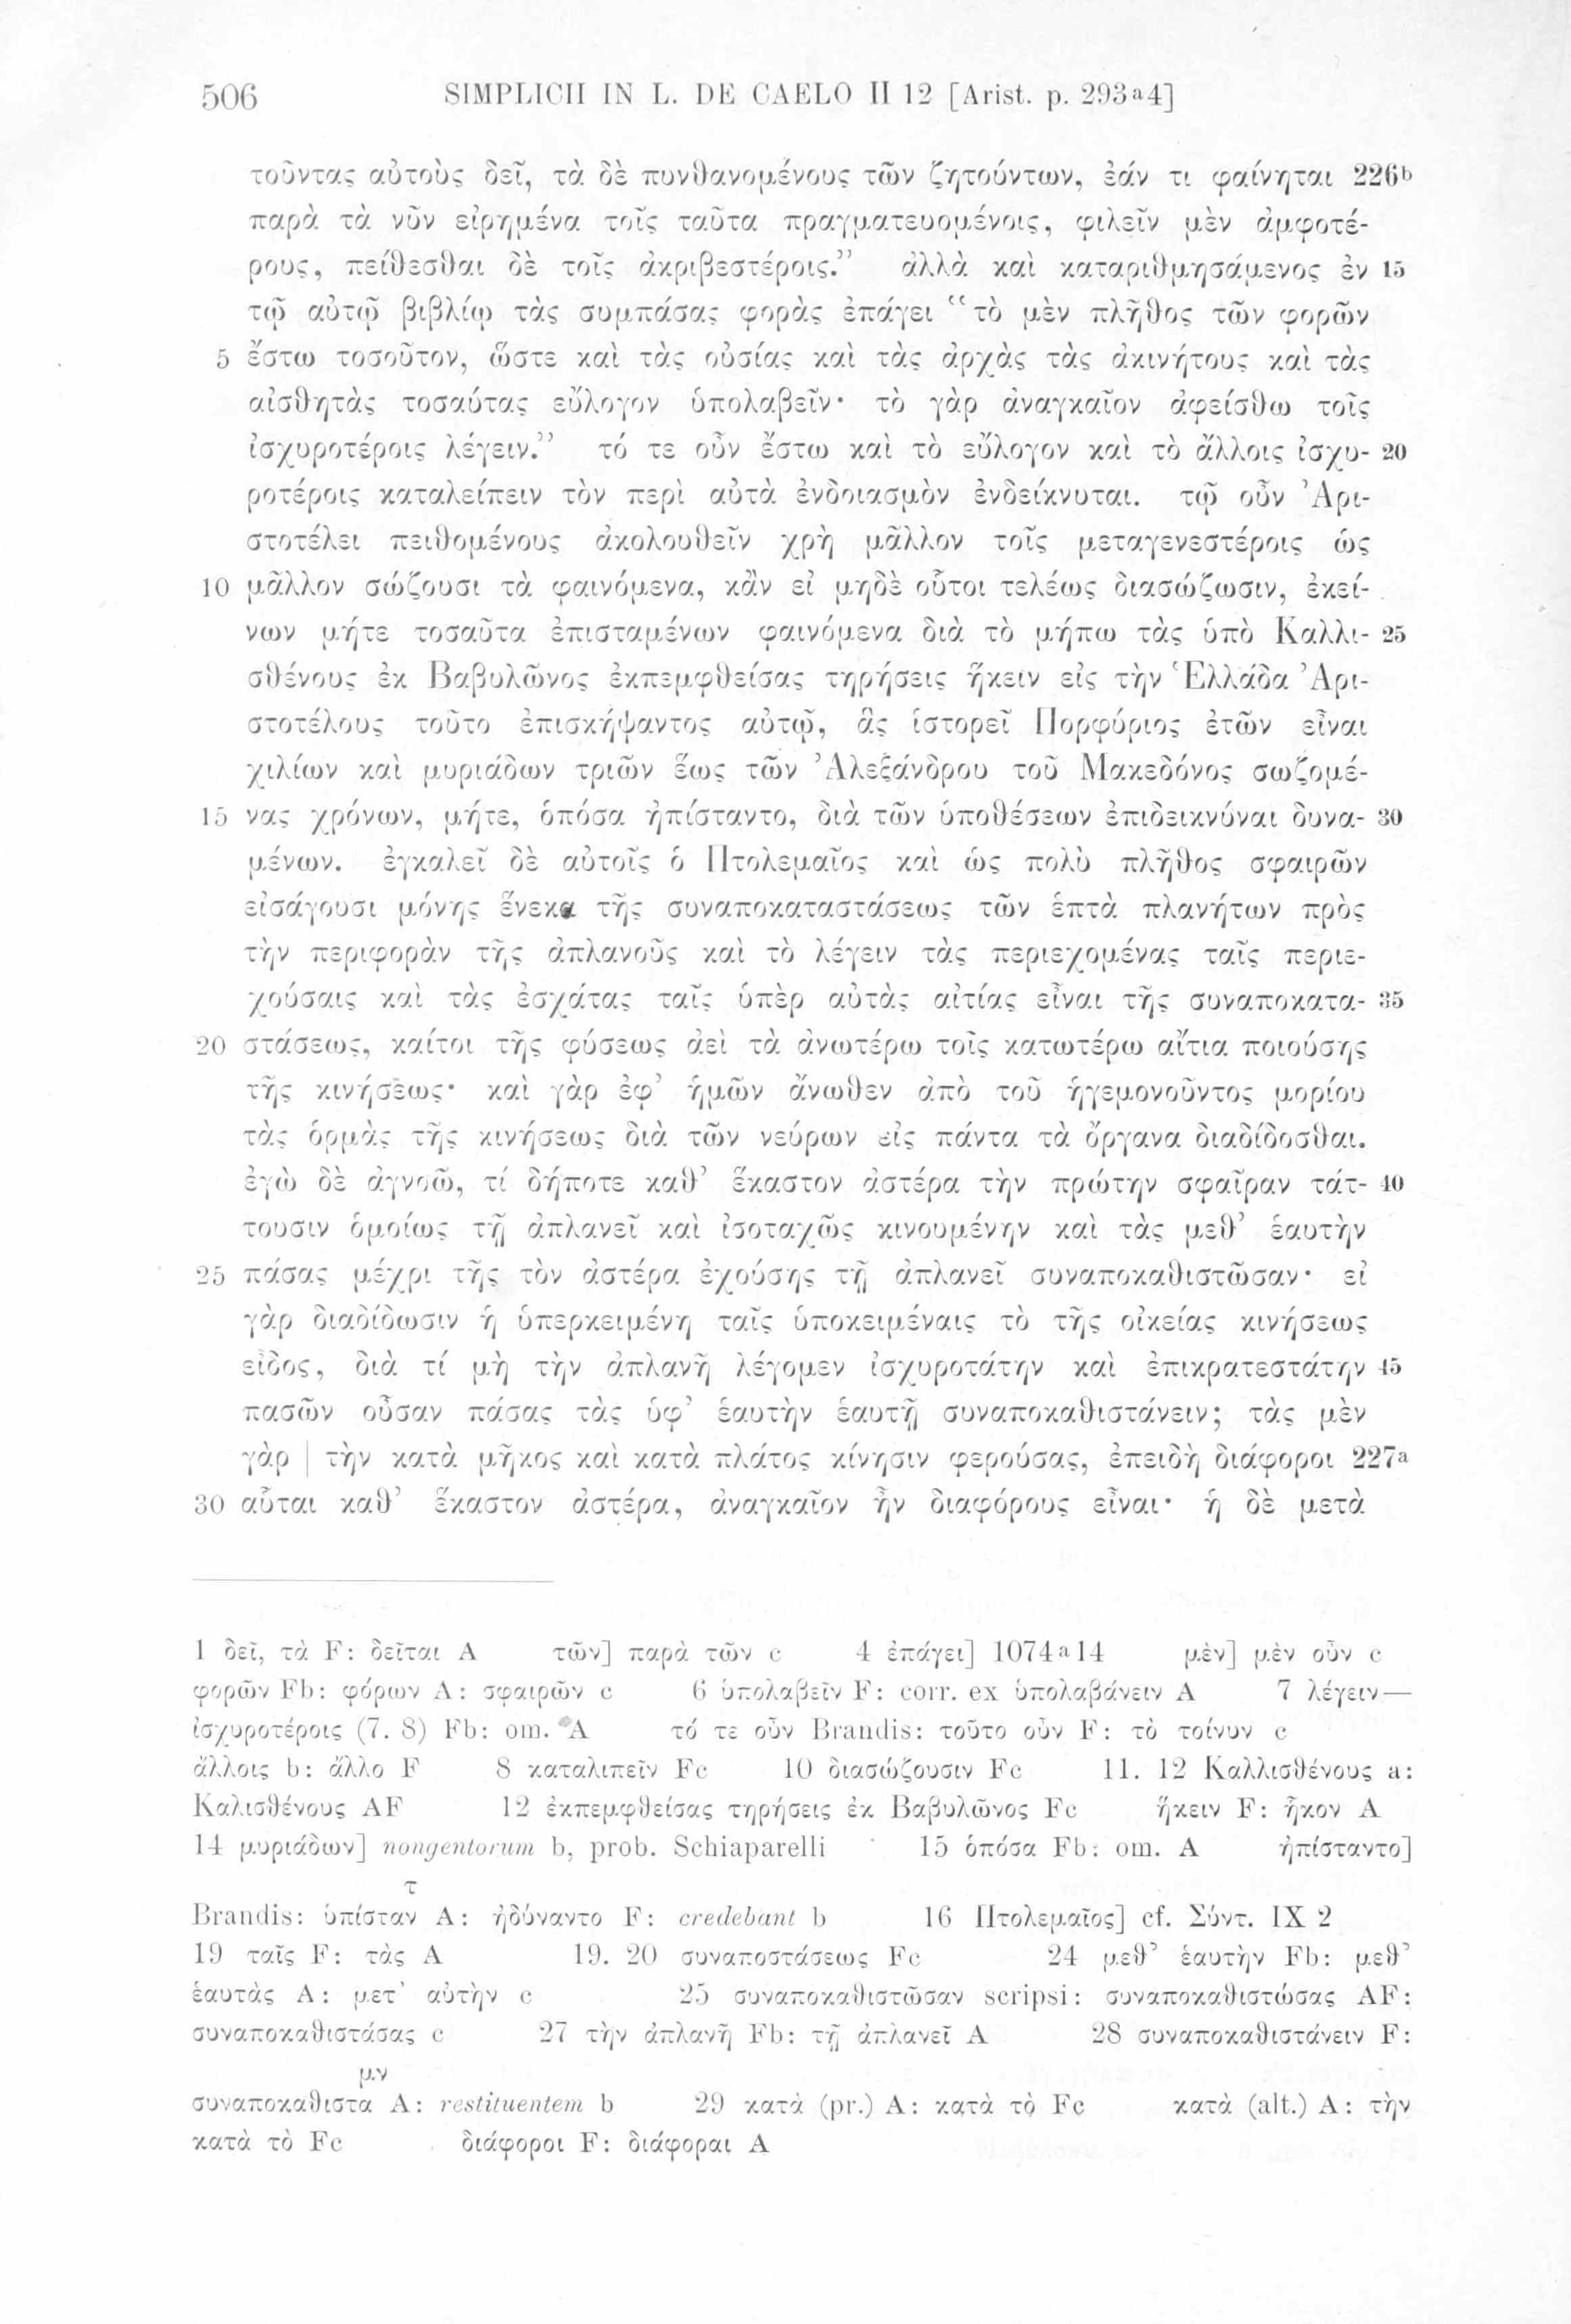 506 SIMPLICII IN L. DE CAELO II 12 [Arist. p. 293a4]
τοῦντας αὐτοὺς δεῖ, τὰ δὲ πυνθανομένους τῶν ζητούντων, ἐάν τι φαίνηται 226b
παρὰ τὰ νῦν εἰρημένα τοῖς ταῦτα πραγματευομένοις, φιλεῖν μὲν ἀμφοτέ-
ρους, πείθεσθαι δὲ τοῖς ἀκριβεστέροις.” ἀλλὰ καὶ καταριθμησάμενος ἐν 15
τῷ αὐτῷ βιβλίῳ τὰς συμπάσας φορὰς ἐπάγει “τὸ μὲν πλῆθος τῶν φορῶν
5 ἔστω τοσοῦτον, ὥστε καὶ τὰς οὐσίας καὶ τὰς ἀρχὰς τὰς ἀκινήτους καὶ τὰς
αἰσθητὰς τοσαύτας εὔλογον ὑπολαβεῖν· τὸ γὰρ ἀναγκαῖον ἀφείσθω τοῖς
ἰσχυροτέροις λέγειν.” τό τε οὖν ἔστω καὶ τὸ εὔλογον καὶ τὸ ἄλλοις ἰσχυ- 20
ροτέροις καταλείπειν τὸν περὶ αὐτὰ ἐνδοιασμὸν ἐνδείκνυται. τῷ οὖν Ἀρι-
στοτέλει πειθομένους ἀκολουθεῖν χρὴ μᾶλλον τοῖς μεταγενεστέροις ὡς
10 μᾶλλον σώζουσι τὰ φαινόμενα, κἂν εἰ μηδὲ οὗτοι τελέως διασώζωσιν, ἐκεί-
νων μήτε τοσαῦτα ἐπισταμένων φαινόμενα διὰ τὸ μήπω τὰς ὑπὸ Καλλι- 25
σθένους ἐκ Βαβυλῶνος ἐκπεμφθείσας τηρήσεις ἥκειν εἰς τὴν Ἑλλάδα Ἀρι-
στοτέλους τοῦτο ἐπισκήψαντος αὐτῷ, ἃς ἱστορεῖ Πορφύριος ἐτῶν εἶναι
χιλίων καὶ μυριάδων τριῶν ἕως τῶν Ἀλεξάνδρου τοῦ Μακεδόνος σωζομέ-
15 νας χρόνων, μήτε, ὁπόσα ἠπίσταντο, διὰ τῶν ὑποθέσεων ἐπιδεικνύναι δυνα- 30
μένων. ἐγκαλεῖ δὲ αὐτοῖς ὁ Πτολεμαῖος καὶ ὡς πολὺ πλῆθος σφαιρῶν
εἰσάγουσι μόνης ἕνεκα τῆς συναποκαταστάσεως τῶν ἑπτὰ πλανήτων πρὸς
τὴν περιφορὰν τῆς ἀπλανοῦς καὶ τὸ λέγειν τὰς περιεχομένας ταῖς περιε-
χούσαις καὶ τὰς ἐσχάτας ταῖς ὑπὲρ αὐτὰς αἰτίας εἶναι τῆς συναποκατα- 35
20 στάσεως, καίτοι τῆς φύσεως ἀεὶ τὰ ἀνωτέρω τοῖς κατωτέρω αἴτια ποιούσης
τῆς κινήσεως· καὶ γὰρ ἐφ’ ἡμῶν ἄνωθεν ἀπὸ τοῦ ἡγεμονοῦντος μορίου
τὰς ὁρμὰς τῆς κινήσεως διὰ τῶν νεύρων εἰς πάντα τὰ ὄργανα διαδίδοσθαι.
ἐγὼ δὲ ἀγνοῶ, τί δήποτε καθ’ ἕκαστον ἀστέρα τὴν πρώτην σφαῖραν τάτ- 40
τουσιν ὁμοίως τῇ ἀπλανεῖ καὶ ἰσοταχῶς κινουμένην καὶ τὰς μεθ’ ἑαυτὴν
25 πάσας μέχρι τῆς τὸν ἀστέρα ἐχούσης τῇ ἀπλανεῖ συναποκαθιστῶσαν· εἰ
γὰρ διαδίδωσιν ἡ ὑπερκειμένη ταῖς ὑποκειμέναις τὸ τῆς οἰκείας κινήσεως
εἶδος, διὰ τί μὴ τὴν ἀπλανῆ λέγομεν ἰσχυροτάτην καὶ ἐπικρατεστάτην 45
πασῶν οὖσαν πάσας τὰς ὑφ’ ἑαυτὴν ἑαυτῇ συναποκαθιστάνειν; τὰς μὲν
γὰρ | τὴν κατὰ μῆκος καὶ κατὰ πλάτος κίνησιν φερούσας, ἐπειδὴ διάφοροι 227a
30 αὗται καθ’ ἕκαστον ἀστέρα, ἀναγκαῖον ἦν διαφόρους εἶναι· ἡ δὲ μετὰ
1 δεῖ, τὰ F: δεῖται A τῶν] παρὰ τῶν c 4 ἐπάγει] 1074a14 μὲν] μὲν οὖν c
φορῶν Fb: φόρων A: σφαιρῶν c 6 ὑπολαβεῖν F: corr. ex ὑπολαβάνειν A 7 λέγειν—
ἰσχυροτέροις (7. 8) Fb: om. A τό τε οὖν Brandis: τοῦτο οὖν F: τὸ τοίνυν c
ἄλλοις b: ἄλλο F 8 καταλιπεῖν Fc 10 διασώζουσιν Fc 11. 12 Καλλισθένους a:
Καλισθένους AF 12 ἐκπεμφθείσας τηρήσεις ἐκ Βαβυλῶνος Fc ἥκειν F: ἧκον A
14 μυριάδων] nongentorum b, prob. Schiaparelli 15 ὁπόσα Fb: om. A ἠπίσταντο]
τ
Brandis: ὑπίσταν A: ἠδύναντο F: credebant b 16 Πτολεμαῖος] cf. Σύντ. IX 2
19 ταῖς F: τὰς A 19. 20 συναποστάσεως Fc 24 μεθ’ ἑαυτὴν Fb: μεθ’
ἑαυτὰς A: μετ’ αὐτὴν c 25 συναποκαθιστῶσαν scripsi: συναποκαθιστώσας AF:
συναποκαθιστάσας c 27 τὴν ἀπλανῆ Fb: τῇ ἀπλανεῖ A 28 συναποκαθιστάνειν F:
μν
συναποκαθιστα A: restituentem b 29 κατὰ (pr.) A: κατὰ τὸ Fc κατὰ (alt.) A: τὴν
κατὰ τὸ Fc διάφοροι F: διάφοραι A